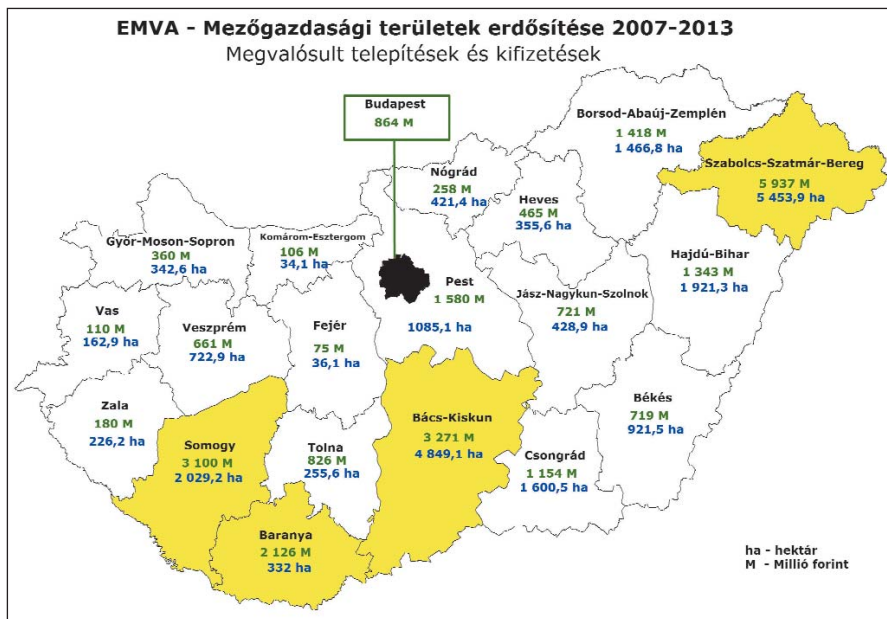 EMVA - Mezőgazdasági területek erdősítése 2007-2013
Megvalósult telepítések és kifizetések
Budapest
864 M
Borsod-Abaúj-Zemplén
1 418 M
1 466,8 ha
Szabolcs-Szatmár-Bereg
5 937 M
5 453,9 ha
Nógrád
258 M
421,4 ha
Heves
465 M
355,6 ha
Győr-Moson-Sopron
360 M
342,6 ha
Komárom-Esztergom
106 M
34,1 ha
Hajdú-Bihar
1 343 M
1 921,3 ha
Pest
1 580 M
1085,1 ha
Jász-Nagykun-Szolnok
721 M
428,9 ha
Vas
110 M
162,9 ha
Veszprém
661 M
722,9 ha
Fejér
75 M
36,1 ha
Zala
180 M
226,2 ha
Somogy
3 100 M
2 029,2 ha
Tolna
826 M
255,6 ha
Bács-Kiskun
3 271 M
4 849,1 ha
Csongrád
1 154 M
1 600,5 ha
Békés
719 M
921,5 ha
Baranya
2 126 M
332 ha
ha - hektár
M - Millió forint